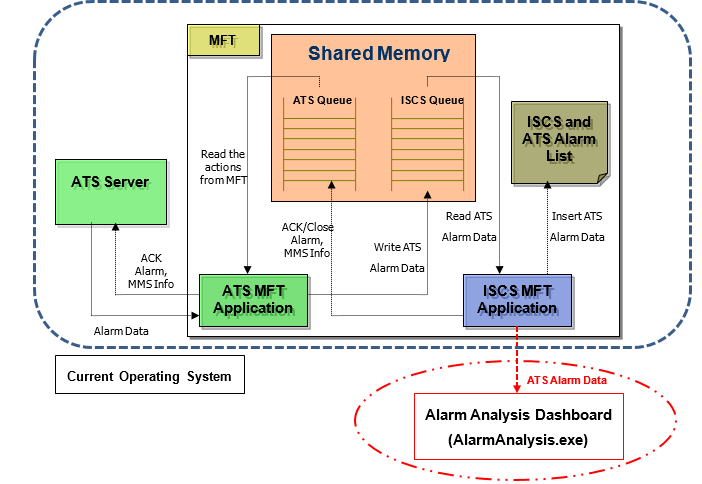 MFT
Shared Memory
ATS Queue
ISCS Queue
ISCS and
ATS Alarm
List
Read the
actions
from MFT
ATS Server
ACK/Close
Alarm,
MMS Info
Read ATS
Alarm Data
Insert ATS
Alarm Data
Write ATS
Alarm Data
ACK
Alarm,
MMS Info
ATS MFT
Application
ISCS MFT
Application
Alarm Data
Current Operating System
ATS Alarm Data
Alarm Analysis Dashboard
(AlarmAnalysis.exe)